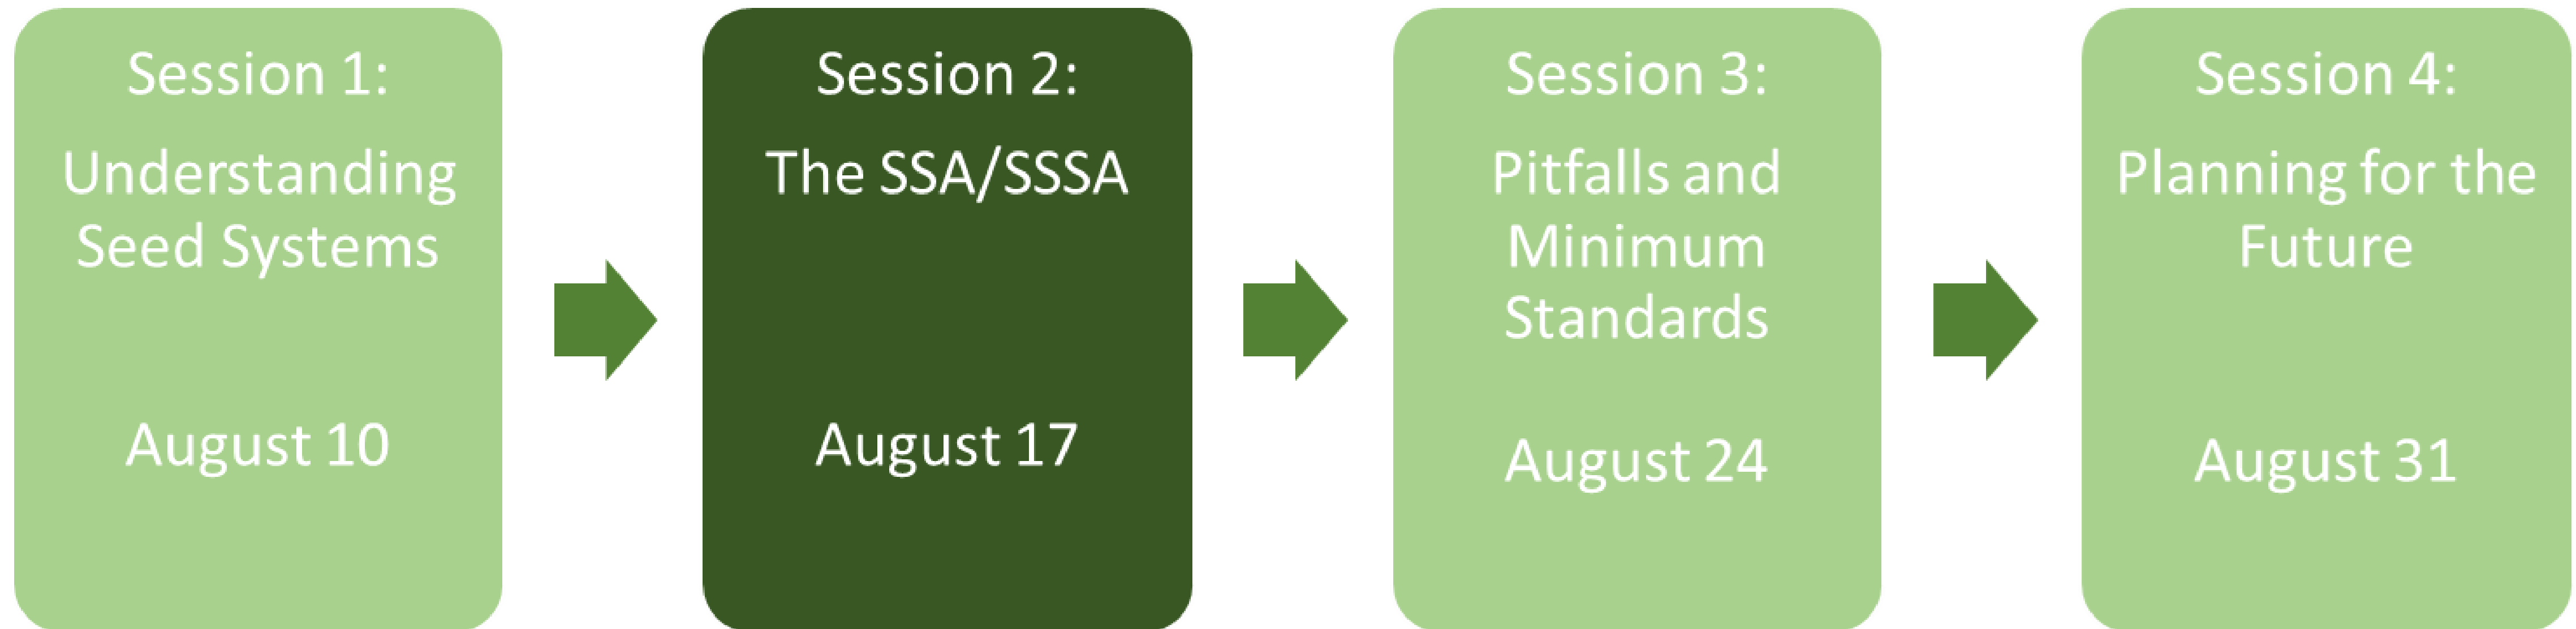 Session 1:
Understanding
Seed Systems
August 10
Session 2:
The SSA/SSSA
August 17
Session 3:
Pitfalls and
Minimum
Standards
August 24
Session 4:
Planning for the
Future
August 31